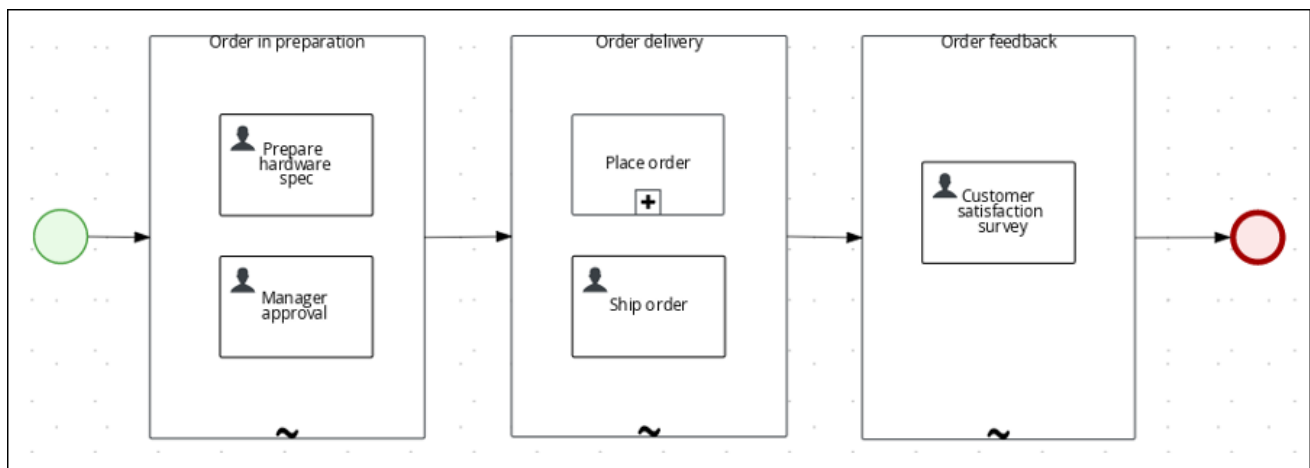 Order in preparation
Order delivery
Order feedback
Prepare
hardware
spec
Manager
approval
Place order
Ship order
Customer
satisfaction
survey